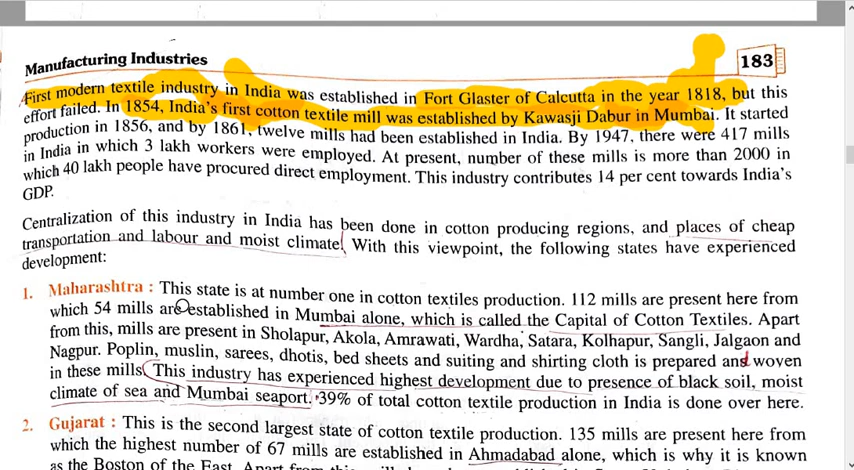 Manufacturing Industries
183
First modern textile industry in India was established in Fort Glaster of Calcutta in the year 1818, but this
effort failed. In 1854, India's first cotton textile mill was established by Kawasji Dabur in Mumbai. It started
production in 1856, and by 1861, twelve mills had been established in India. By 1947, there were 417 mills
in India in which 3 lakh workers were employed. At present, number of these mills is more than 2000 in
which 40 lakh people have procured direct employment. This industry contributes 14 per cent towards India's
GDP.
Centralization of this industry in India has been done in cotton producing regions, and places of cheap
transportation and labour and moist climate. With this viewpoint, the following states have experienced
development:
1. Maharashtra : This state is at number one in cotton textiles production. 112 mills are present here from
which 54 mills are established in Mumbai alone, which is called the Capital of Cotton Textiles. Apart
from this, mills are present in Sholapur, Akola, Amrawati, Wardha, Satara, Kolhapur, Sangli, Jalgaon and
Nagpur. Poplin, muslin, sarees, dhotis, bed sheets and suiting and shirting cloth is prepared and woven
in these mills. This industry has experienced highest development due to presence of black soil, moist
climate of sea and Mumbai seaport. 39% of total cotton textile production in India is done over here.
2. Gujarat : This is the second largest state of cotton textile production. 135 mills are present here from
which the highest number of 67 mills are established in Ahmadabad alone, which is why it is known
as the Boston of the East. Apart from this